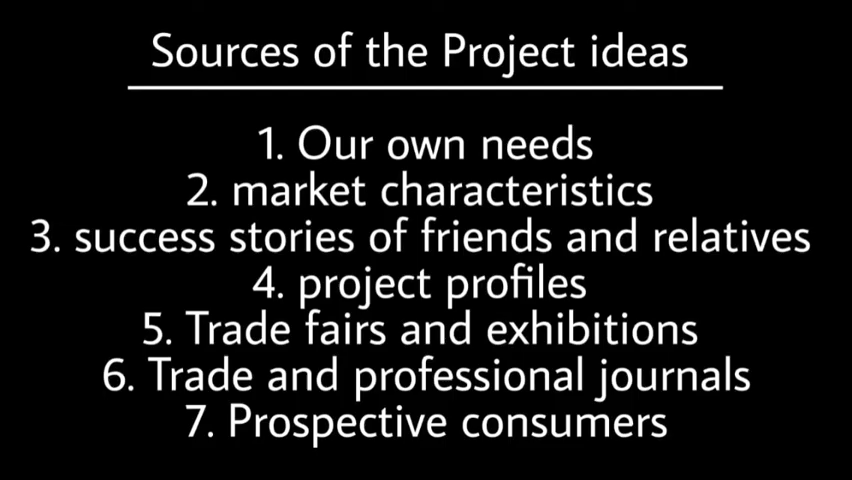 Sources of the Project ideas
1. Our own needs
2. market characteristics
3. success stories of friends and relatives
4. project profiles
5. Trade fairs and exhibitions
6. Trade and professional journals
7. Prospective consumers